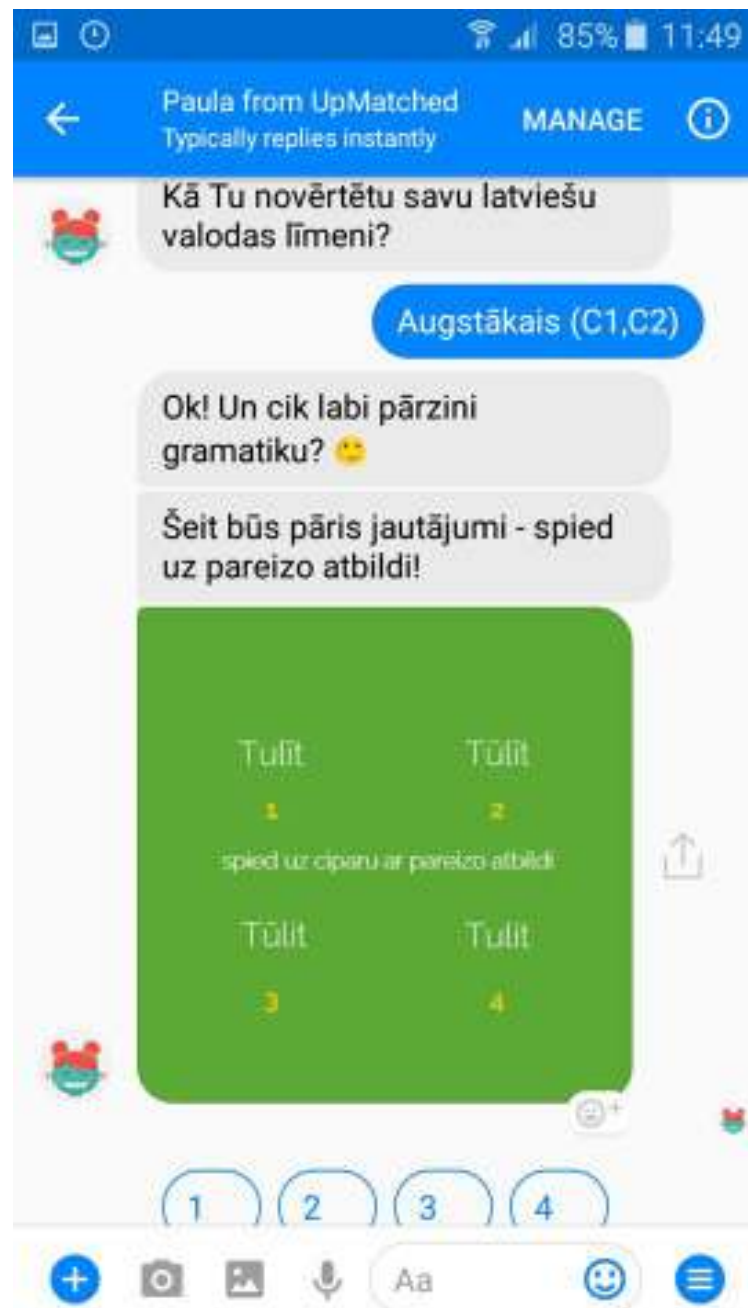 85% 11:49
Paula from UpMatched
Typically replies instantly
MANAGE
Kā Tu novērtētu savu latviešu
valodas līmeni?
Augstākais (C1,C2)
Ok! Un cik labi pārzini
gramatiku?
Šeit būs pāris jautājumi - spied
uz pareizo atbildi!
Tulīt Tūlīt
1 2
spied uz ciparu ar pareizo atbildi
Tūlit Tulit
3 4
1 2 3 4
Aa